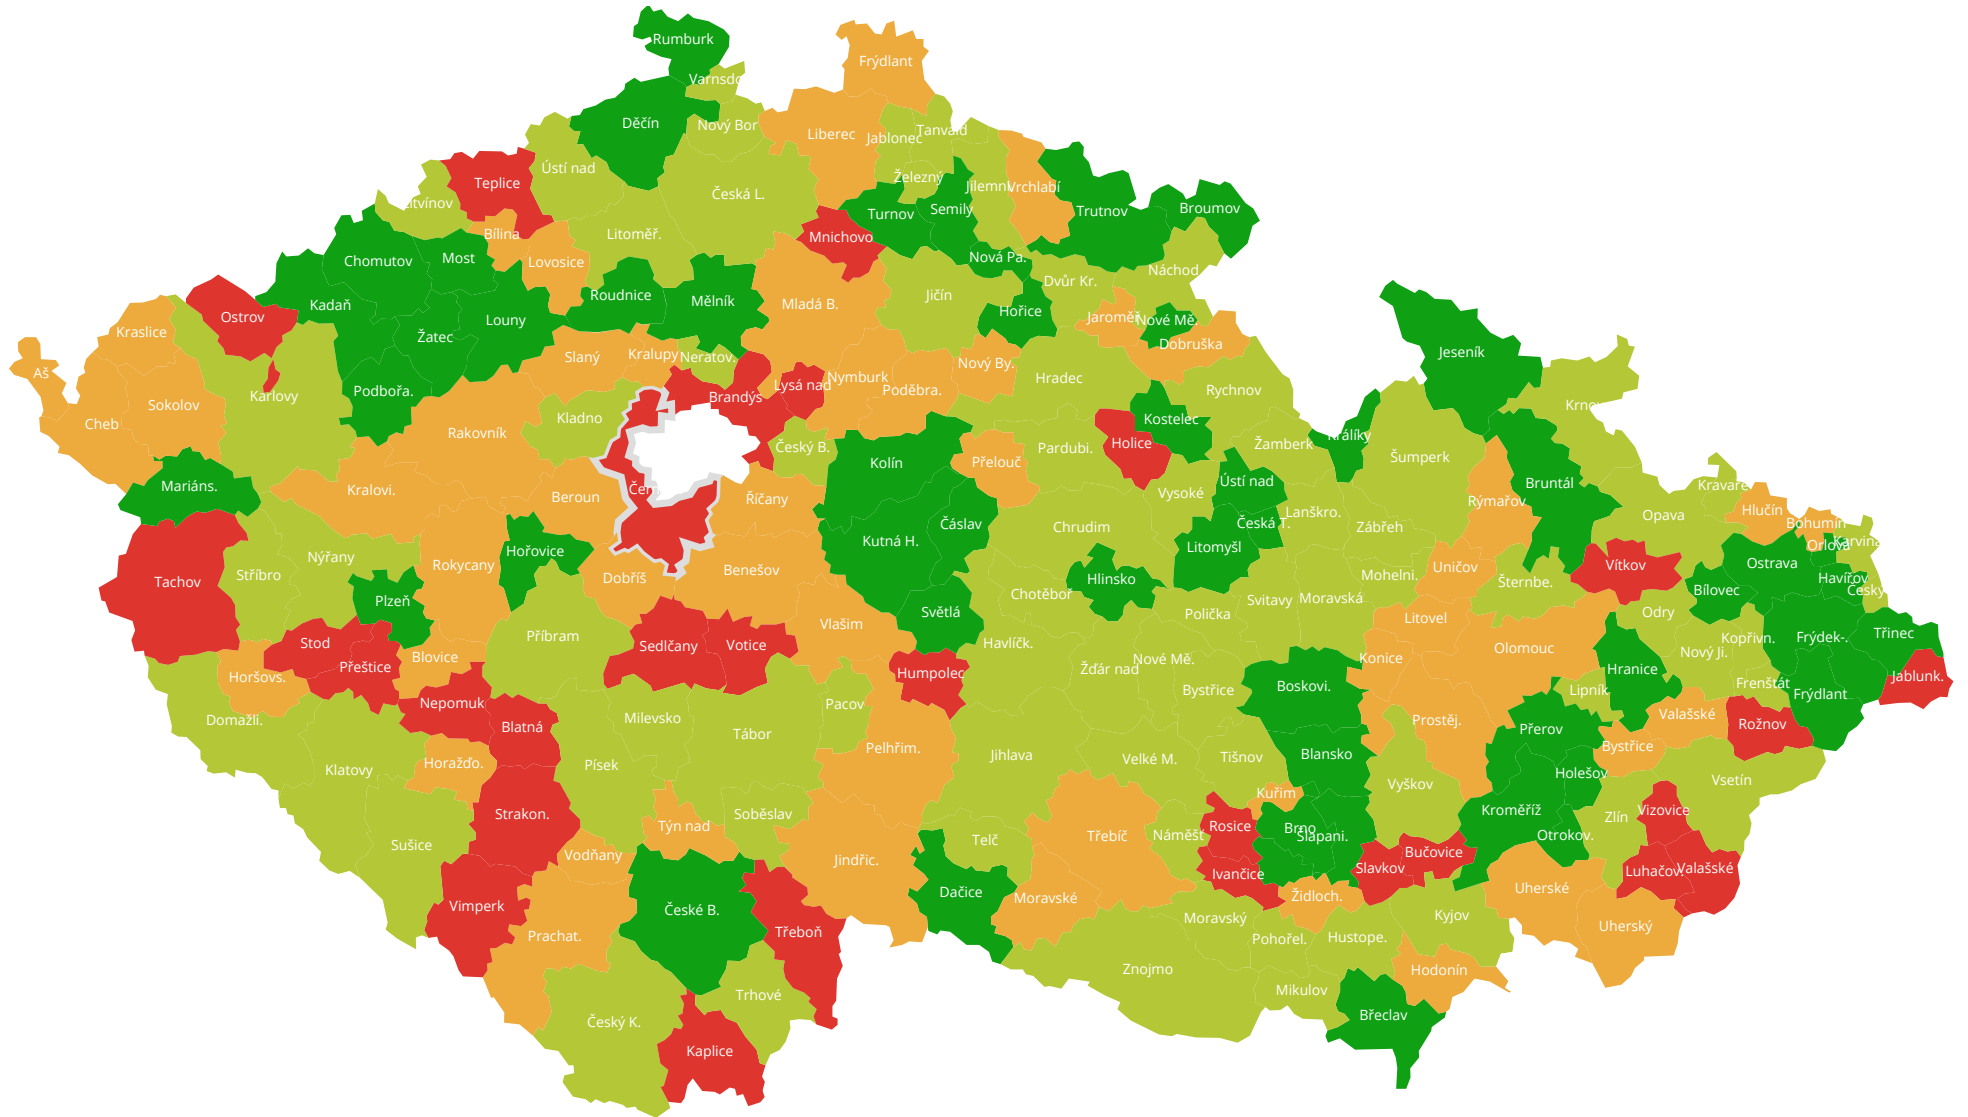 Rumburk
Frýdlant
Varnsdo
Děčín
Nový Bor
Liberec
Jablonec
Tanvald
Teplice
Ústí nad
Česká L.
Železný
Jilemni
Vrchlabí
Litvínov
Turnov
Semily
Trutnov
Broumov
Bílina
Litoměř.
Mnichovo
Chomutov
Most
Lovosice
Nová Pa.
Náchod
Kadaň
Roudnice
Mělník
Mladá B.
Jičín
Dvůr Kr.
Ostrov
Louny
Hořice
Jaroměř
Nové Mě.
Kraslice
Žatec
Dobruška
Jeseník
Slaný
Kralupy
Neratov.
Nový By.
Aš
Podbořa.
Lysá nad
Nymburk
Poděbra.
Hradec
Rychnov
Karlovy
Brandýs
Sokolov
Cheb
Kladno
Kostelec
Rakovník
Český B.
Holice
Žamberk
Králíky
Kolín
Přelouč
Pardubi.
Šumperk
Mariáns.
Kralovi.
Beroun
Čern
Říčany
Vysoké
Ústí nad
Rýmařov
Bruntál
Kravaře
Hlučín
Bohumín
Čáslav
Chrudim
Česká T.
Lanškro.
Zábřeh
Opava
Orlová
Karviná
Kutná H.
Litomyšl
Hořovice
Nýřany
Rokycany
Stříbro
Tachov
Dobříš
Benešov
Hlinsko
Mohelni.
Uničov
Šternbe.
Vítkov
Ostrava
Havířov
Český
Bílovec
Plzeň
Chotěboř
Svitavy
Moravská
Světlá
Polička
Litovel
Odry
Vlašim
Příbram
Sedlčany
Votice
Havlíčk.
Stod
Přeštice
Blovice
Horšovs.
Humpolec
Žďár nad
Nové Mě.
Konice
Olomouc
Nový Ji.
Kopřivn.
Frýdek-.
Třinec
Bystřice
Boskovi.
Hranice
Lipník
Frenštát
Frýdlant
Jablunk.
Nepomuk
Domažli.
Blatná
Milevsko
Tábor
Pacov
Pelhřim.
Prostěj.
Přerov
Valašské
Rožnov
Klatovy
Horažďo.
Písek
Jihlava
Velké M.
Tišnov
Blansko
Bystřice
Holešov
Vsetín
Vyškov
Kuřim
Strakon.
Týn nad
Soběslav
Kroměříž
Zlín
Vizovice
Sušice
Telč
Třebíč
Náměšť
Rosice
Brno
Šlapani.
Otrokov.
Vodňany
Jindřic.
Ivančice
Slavkov
Bučovice
Luhačov.
Valašské
Vimperk
České B.
Dačice
Moravské
Židloch.
Uherské
Prachat.
Třeboň
Moravský
Pohořel.
Hustope.
Kyjov
Uherský
Trhové
Znojmo
Mikulov
Hodonín
Český K.
Břeclav
Kaplice